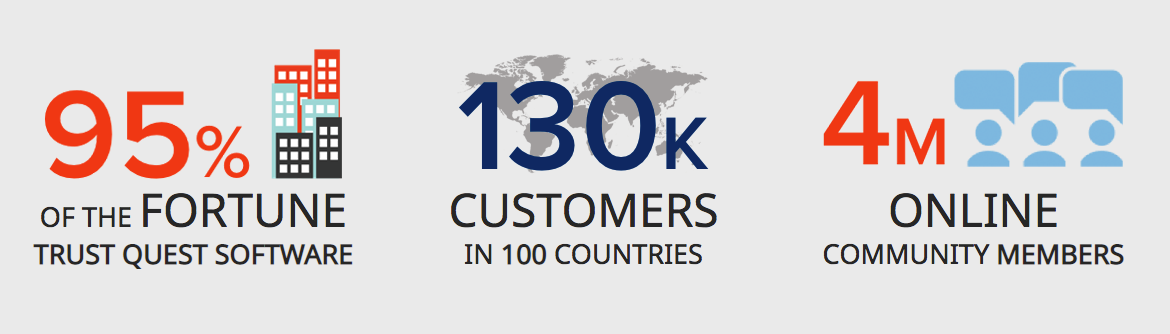 95%
OF THE FORTUNE
TRUST QUEST SOFTWARE
130K
CUSTOMERS
IN 100 COUNTRIES
4M
ONLINE
COMMUNITY MEMBERS